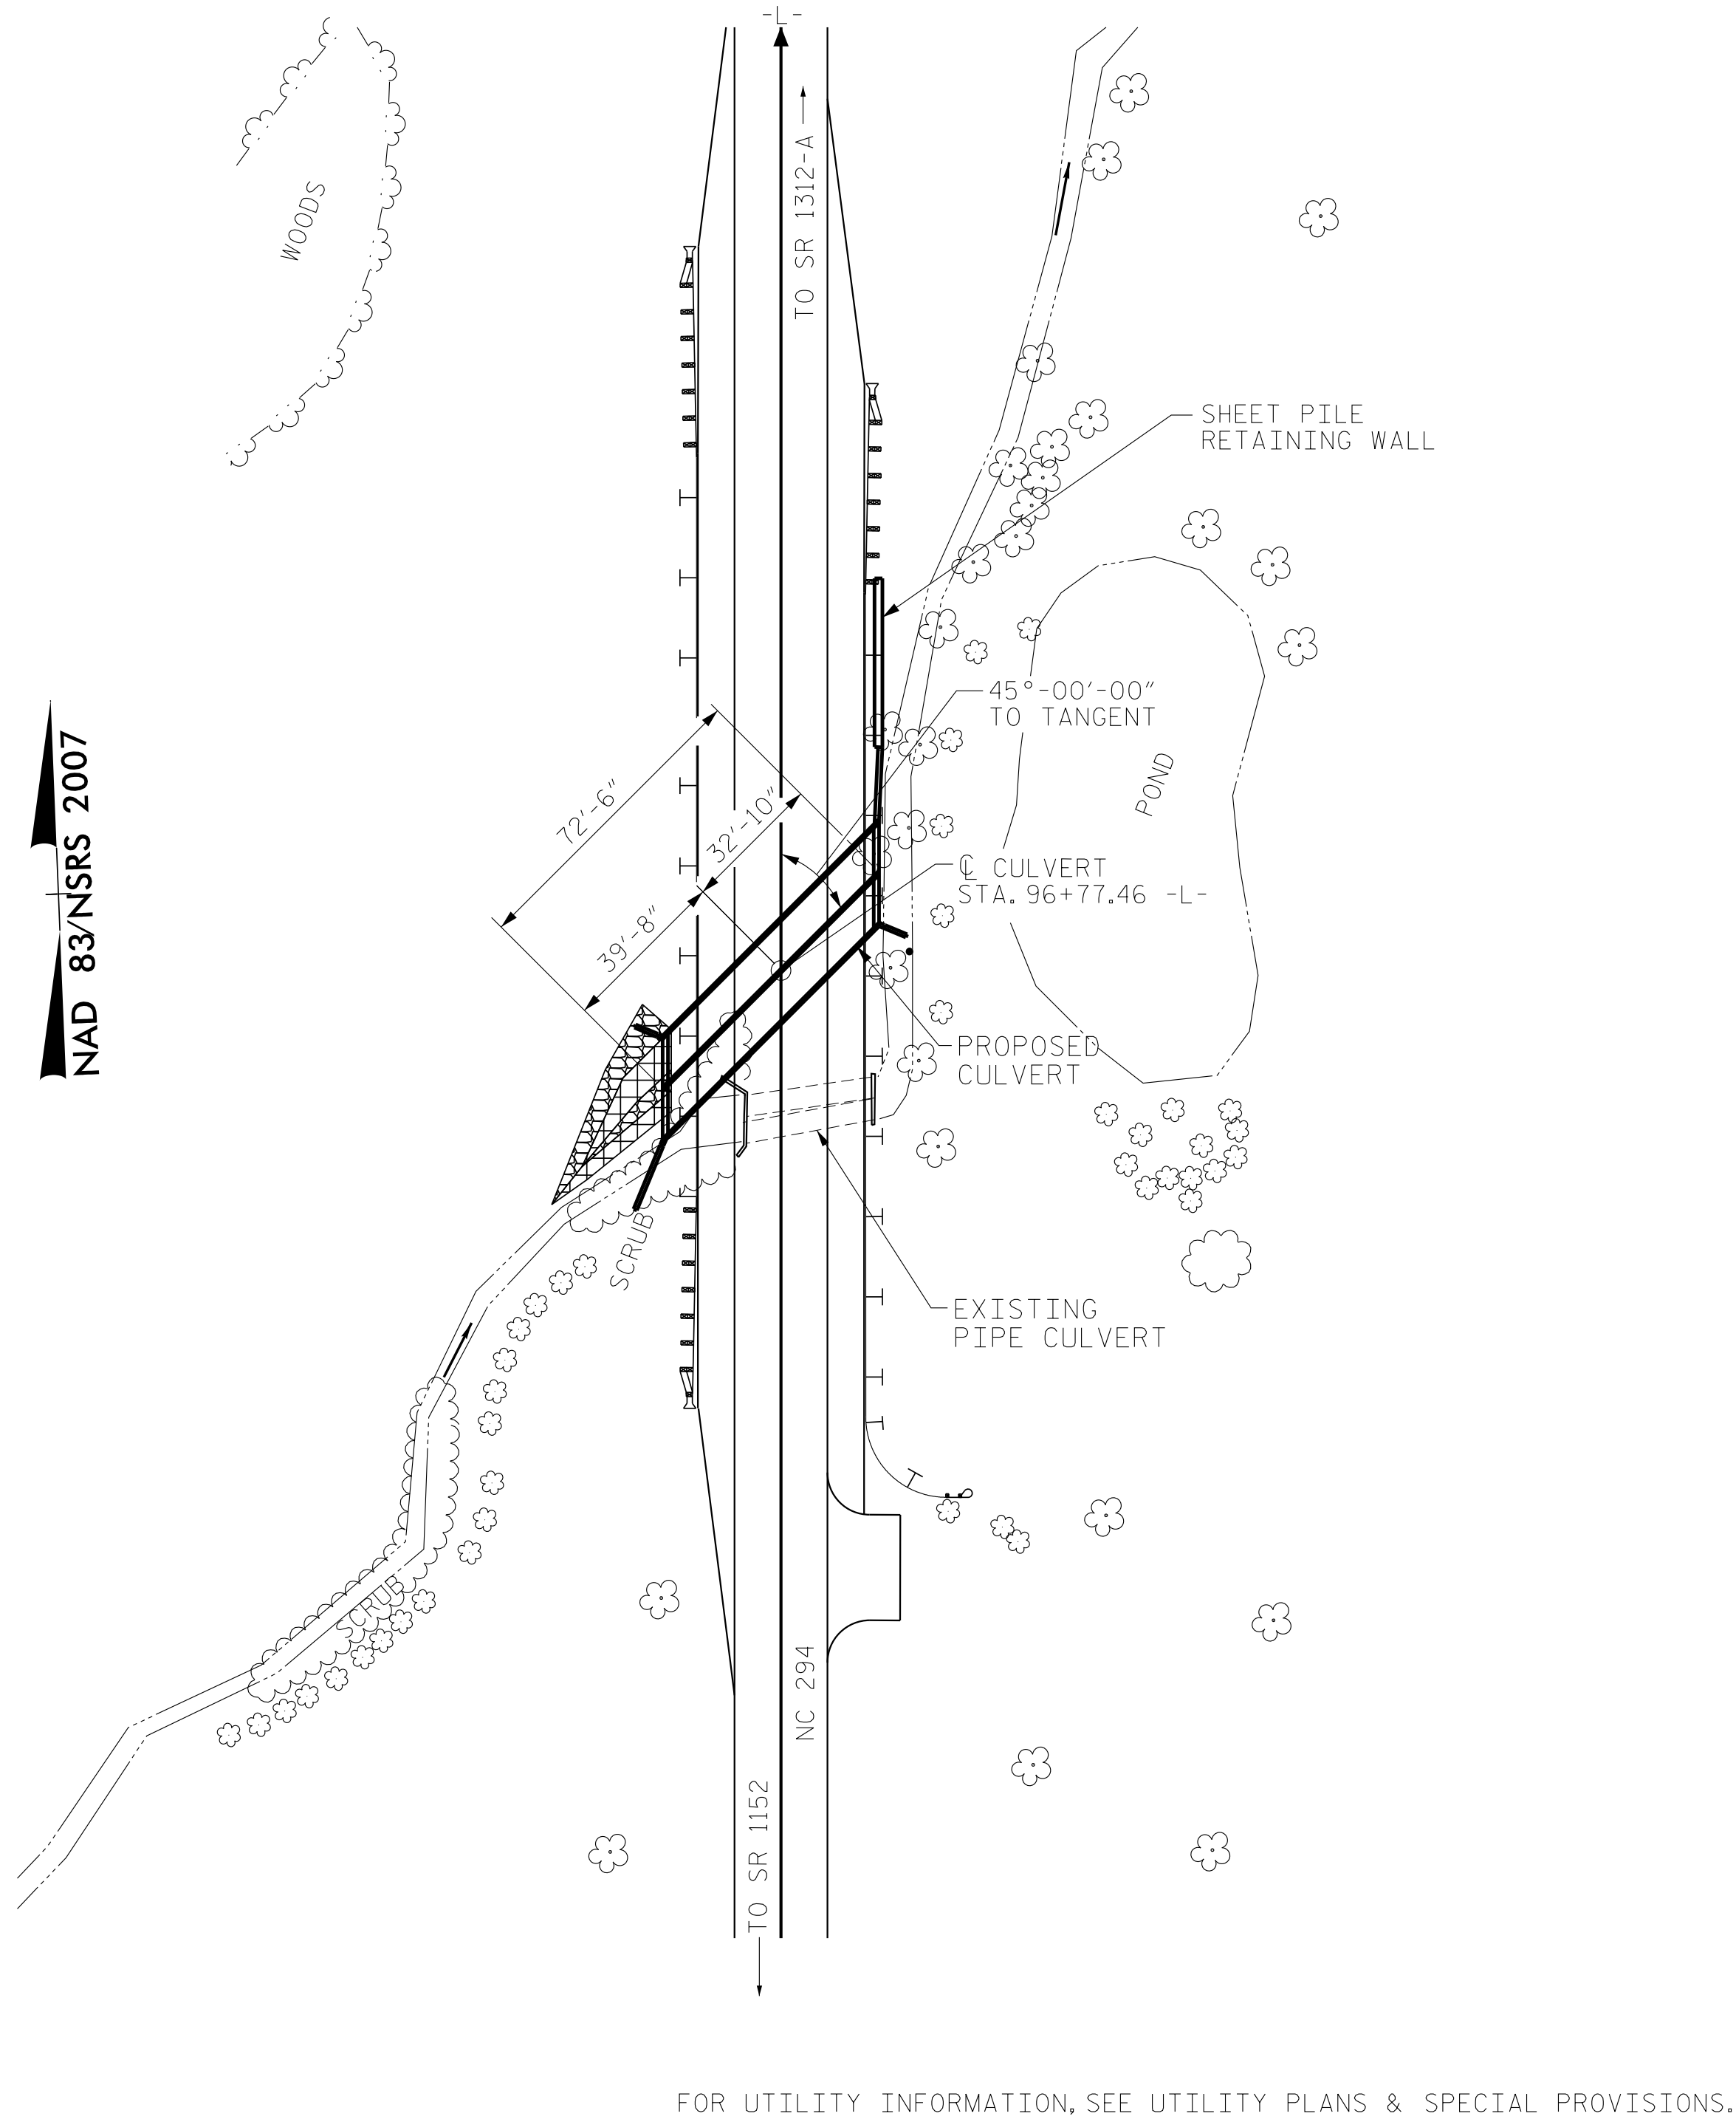 -L-
TO SR 1312-A
WOODS
SHEET PILE
RETAINING WALL
45°-00'-00"
TO TANGENT
POND
72'-6"
32'-10"
39'-8"
℄ CULVERT
STA. 96+77.46 -L-
NAD 83/NSRS 2007
PROPOSED
CULVERT
SCRUB
EXISTING
PIPE CULVERT
SCRUB
NC 294
TO SR 1152
FOR UTILITY INFORMATION, SEE UTILITY PLANS & SPECIAL PROVISIONS.